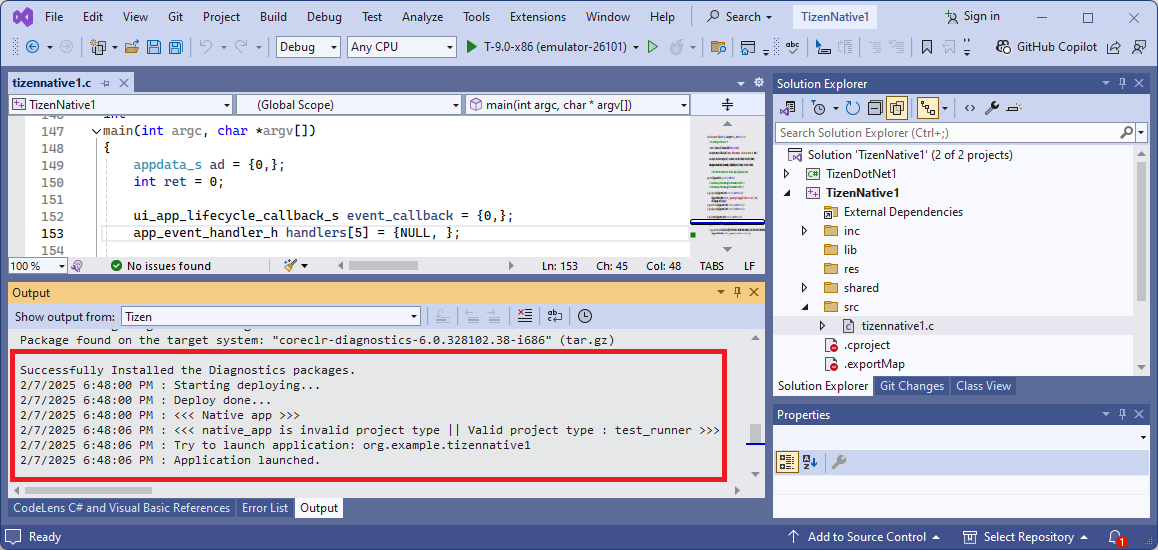 File Edit View Git Project Build Debug Test Analyze Tools Extensions Window Help Search TizenNative1 Sign in
Debug Any CPU T-9.0-x86 (emulator-26101) GitHub Copilot
tizennative1.c
TizenNative1 (Global Scope) main(int argc, char * argv[])
146 int
147 main(int argc, char *argv[])
148 {
149 appdata_s ad = {0,};
150 int ret = 0;
151
152 ui_app_lifecycle_callback_s event_callback = {0,};
153 app_event_handler_h handlers[5] = {NULL, };
154
100 % No issues found Ln: 153 Ch: 45 Col: 48 TABS LF
Output
Show output from: Tizen
Package found on the target system: "coreclr-diagnostics-6.0.328102.38-i686" (tar.gz)
Successfully Installed the Diagnostics packages.
2/7/2025 6:48:00 PM : Starting deploying...
2/7/2025 6:48:00 PM : Deploy done...
2/7/2025 6:48:00 PM : <<< Native app >>>
2/7/2025 6:48:06 PM : <<< native_app is invalid project type || Valid project type : test_runner >>>
2/7/2025 6:48:06 PM : Try to launch application: org.example.tizennative1
2/7/2025 6:48:06 PM : Application launched.
CodeLens C# and Visual Basic References Error List Output
Solution Explorer
Search Solution Explorer (Ctrl+;)
Solution 'TizenNative1' (2 of 2 projects)
C# TizenDotNet1
TizenNative1
External Dependencies
inc
lib
res
shared
src
tizennative1.c
.cproject
.exportMap
Solution Explorer Git Changes Class View
Properties
Ready Add to Source Control Select Repository 1